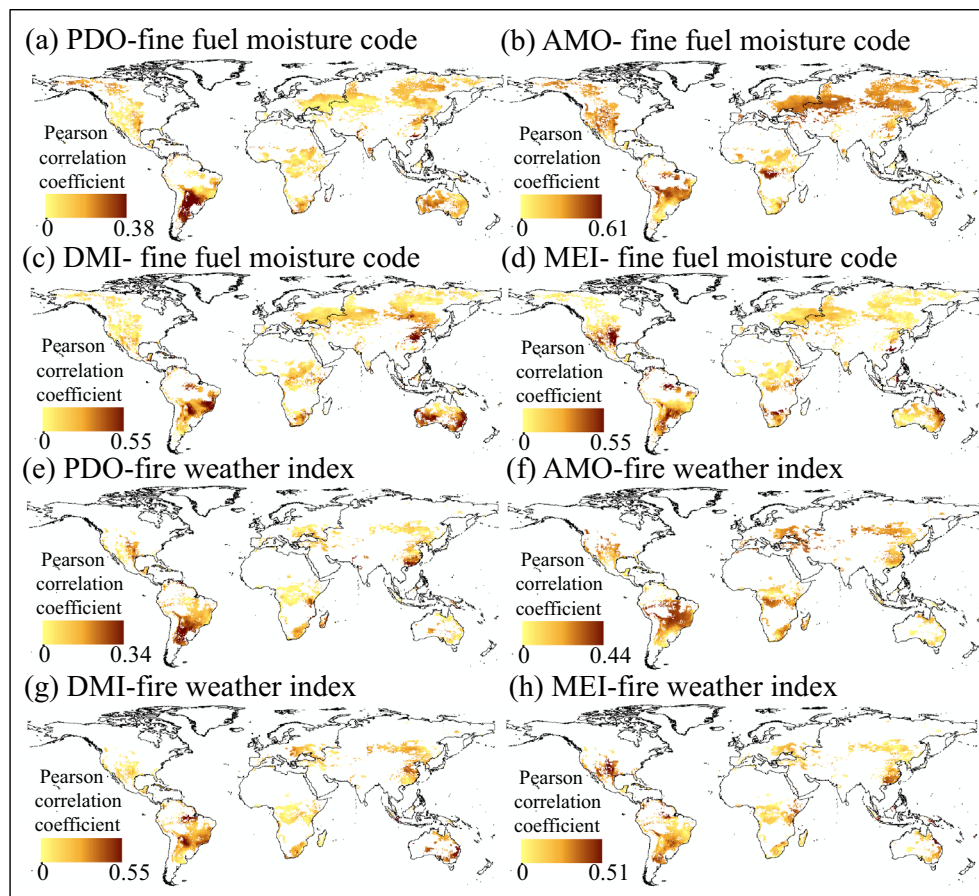 (a) PDO-fine fuel moisture code
(b) AMO- fine fuel moisture code
Pearson
correlation
coefficient
0 0.38
Pearson
correlation
coefficient
0 0.61
(c) DMI- fine fuel moisture code
(d) MEI- fine fuel moisture code
Pearson
correlation
coefficient
0 0.55
Pearson
correlation
coefficient
0 0.55
(e) PDO-fire weather index
(f) AMO-fire weather index
Pearson
correlation
coefficient
0 0.34
Pearson
correlation
coefficient
0 0.44
(g) DMI-fire weather index
(h) MEI-fire weather index
Pearson
correlation
coefficient
0 0.55
Pearson
correlation
coefficient
0 0.51